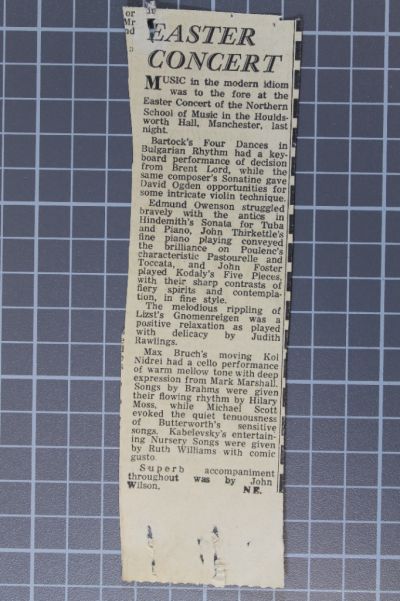 or
Mr
nd
EASTER
CONCERT
MUSIC in the modern idiom
was to the fore at the
Easter Concert of the Northern
School of Music in the Houlds-
worth Hall, Manchester, last
night.
Bartock's Four Dances in
Bulgarian Rhythm had a key-
board performance of decision
from Brent Lord, while the
same composer's Sonatine gave
David Ogden opportunities for
some intricate violin technique.
Edmund Owenson struggled
bravely with the antics in
Hindemith's Sonata for Tuba
and Piano, John Thirkettle's
fine piano playing conveyed
the brilliance on Poulenc's
characteristic Pastourelle and
Toccata, and John Foster
played Kodaly's Five Pieces,
with their sharp contrasts of
fiery spirits and contempla-
tion, in fine style.
The melodious rippling of
Lizst's Gnomenreigen was a
positive relaxation as played
with delicacy by Judith
Rawlings.
Max Bruch's moving Kol
Nidrei had a cello performance
of warm mellow tone with deep
expression from Mark Marshall.
Songs by Brahms were given
their flowing rhythm by Hilary
Moss, while Michael Scott
evoked the quiet tenuousness
of Butterworth's sensitive
songs. Kabelevsky's entertain-
ing Nursery Songs were given
by Ruth Williams with comic
gusto.
Superb accompaniment
throughout was by John
Wilson. N.E.